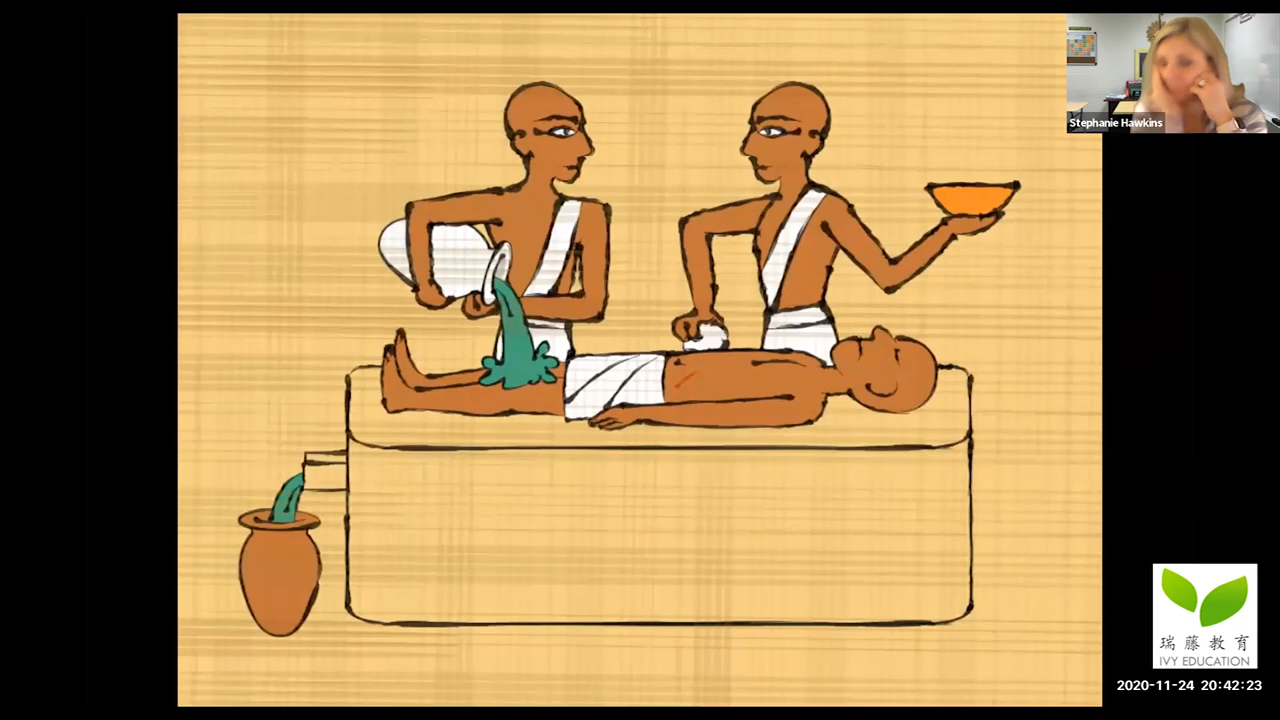 Stephanie Hawkins
瑞藤教育
IVY EDUCATION
2020-11-24 20:42:23